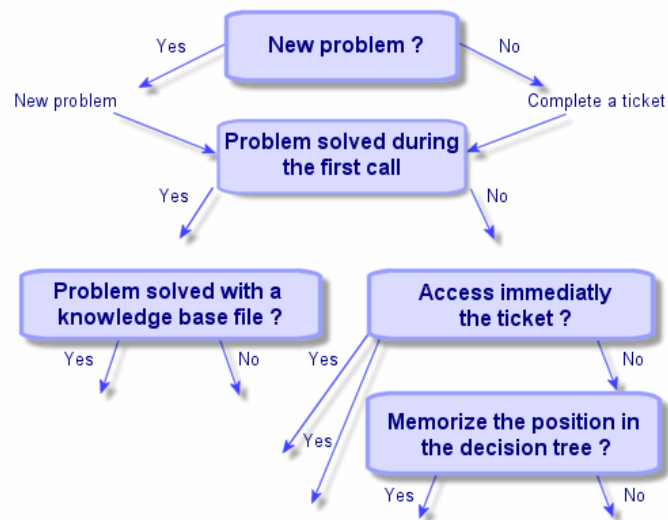 New problem ?
Yes
No
New problem
Complete a ticket
Problem solved during
the first call
Yes
No
Problem solved with a
knowledge base file ?
Access immediatly
the ticket ?
Yes
No
Yes
No
Yes
Memorize the position in
the decision tree ?
Yes
No